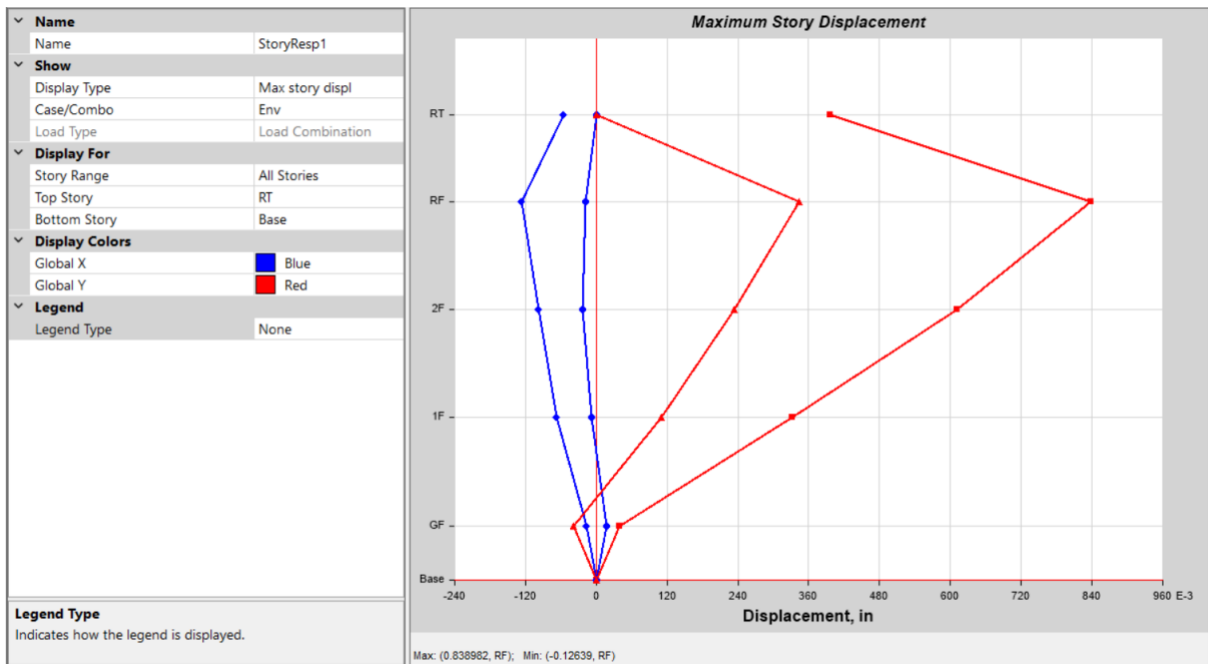 Name
Name StoryResp1
Show
Display Type Max story displ
Case/Combo Env
Load Type Load Combination
Display For
Story Range All Stories
Top Story RT
Bottom Story Base
Display Colors
Global X Blue
Global Y Red
Legend
Legend Type None
Legend Type
Indicates how the legend is displayed.
Maximum Story Displacement
RT
RF
2F
1F
GF
Base
-240 -120 0 120 240 360 480 600 720 840 960 E-3
Displacement, in
Max: (0.838982, RF); Min: (-0.12639, RF)